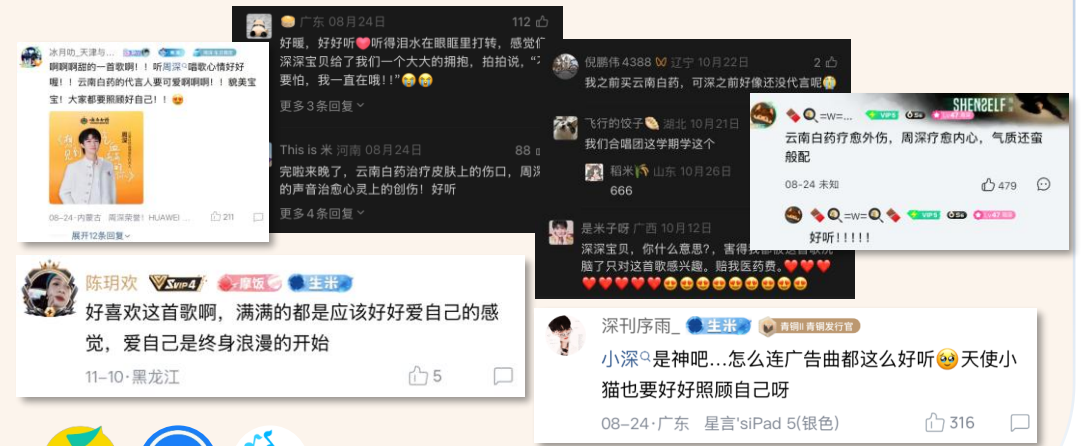 冰月叻_天津与...
啊啊啊甜的一首歌啊！！听周深唱歌心情好好
喔！！云南白药的代言人要可爱啊啊啊！！貌美宝
宝！大家都要照顾好自己！！
周深
08-24·内蒙古 周深荣誉！HUAWEI ...
211
展开12条回复
广东 08月24日
112
好暖，好好听❤️听得泪水在眼眶里打转，感觉
深深宝贝给了我们一个大大的拥抱，拍拍说，“
要怕，我一直在哦！！”😭😭
更多3条回复
This is 米 河南 08月24日
88
完啦来晚了，云南白药治疗皮肤上的伤口，周
的声音治愈心灵上的创伤！好听
更多4条回复
倪鹏伟4388 辽宁 10月22日
2
我之前买云南白药，可深之前好像还没代言呢😭
飞行的饺子 湖北 10月21日
我们合唱团这学期学这个
稻米 山东 10月26日
666
是米子呀 广西 10月12日
深深宝贝，你什么意思?，害得
脑了只对这首歌感兴趣。赔我医药费。❤️❤️❤️
❤️❤️❤️❤️❤️❤️😍😍😍😍😍😍😍😍😍
SHENSELF
=w=... VIP5 Lv47
云南白药疗愈外伤，周深疗愈内心，气质还蛮
般配
08-24 未知
479
=w= VIP5 Lv47
好听！！！！！
陈玥欢 SVIP4 摩饭 生米
好喜欢这首歌啊，满满的都是应该好好爱自己的感
觉，爱自己是终身浪漫的开始
11-10·黑龙江
5
深刊序雨_ 生米 青铜II 青铜发行官
小深是神吧...怎么连广告曲都这么好听🥹天使小
猫也要好好照顾自己呀
08-24·广东 星言'siPad 5(银色)
316